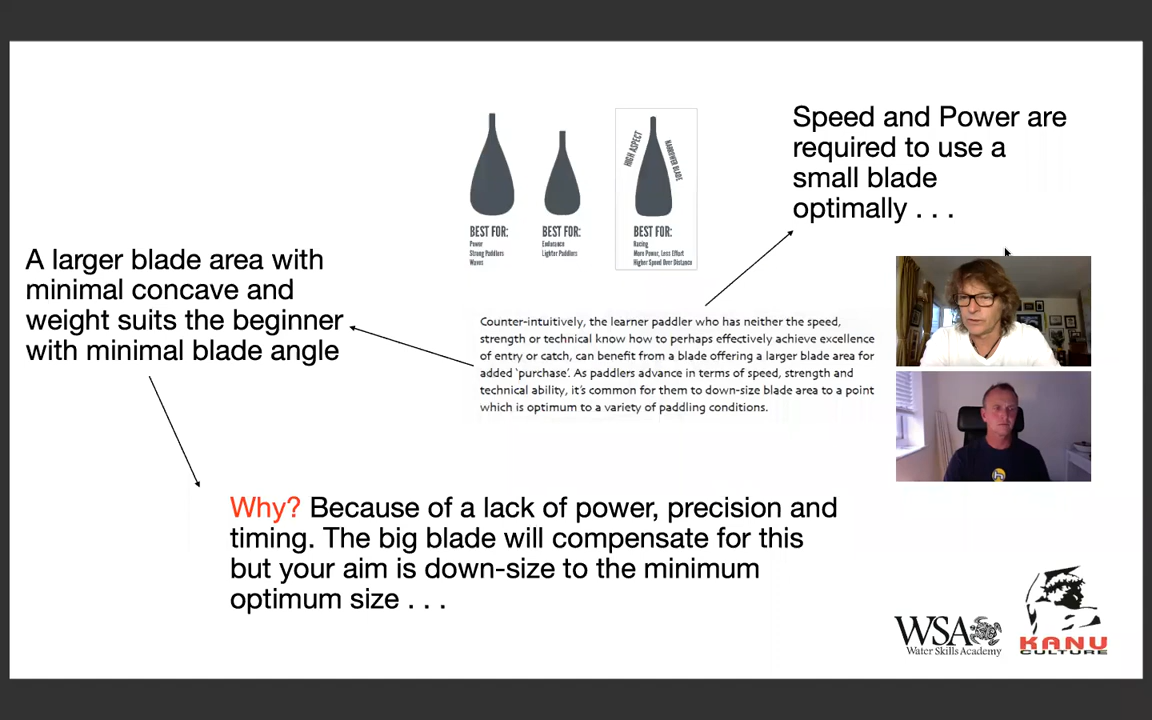 Speed and Power are
required to use a
small blade
optimally . . .
HIGH ASPECT
NARROWER BLADE
BEST FOR:
Power
Strong Paddlers
Waves
BEST FOR:
Endurance
Lighter Paddlers
BEST FOR:
Racing
More Power, Less Effort
Higher Speed Over Distance
A larger blade area with
minimal concave and
weight suits the beginner
with minimal blade angle
Counter-intuitively, the learner paddler who has neither the speed,
strength or technical know how to perhaps effectively achieve excellence
of entry or catch, can benefit from a blade offering a larger blade area for
added ‘purchase’. As paddlers advance in terms of speed, strength and
technical ability, it’s common for them to down-size blade area to a point
which is optimum to a variety of paddling conditions.
Why? Because of a lack of power, precision and
timing. The big blade will compensate for this
but your aim is down-size to the minimum
optimum size . . .
WSA
Water Skills Academy
KANU
CULTURE